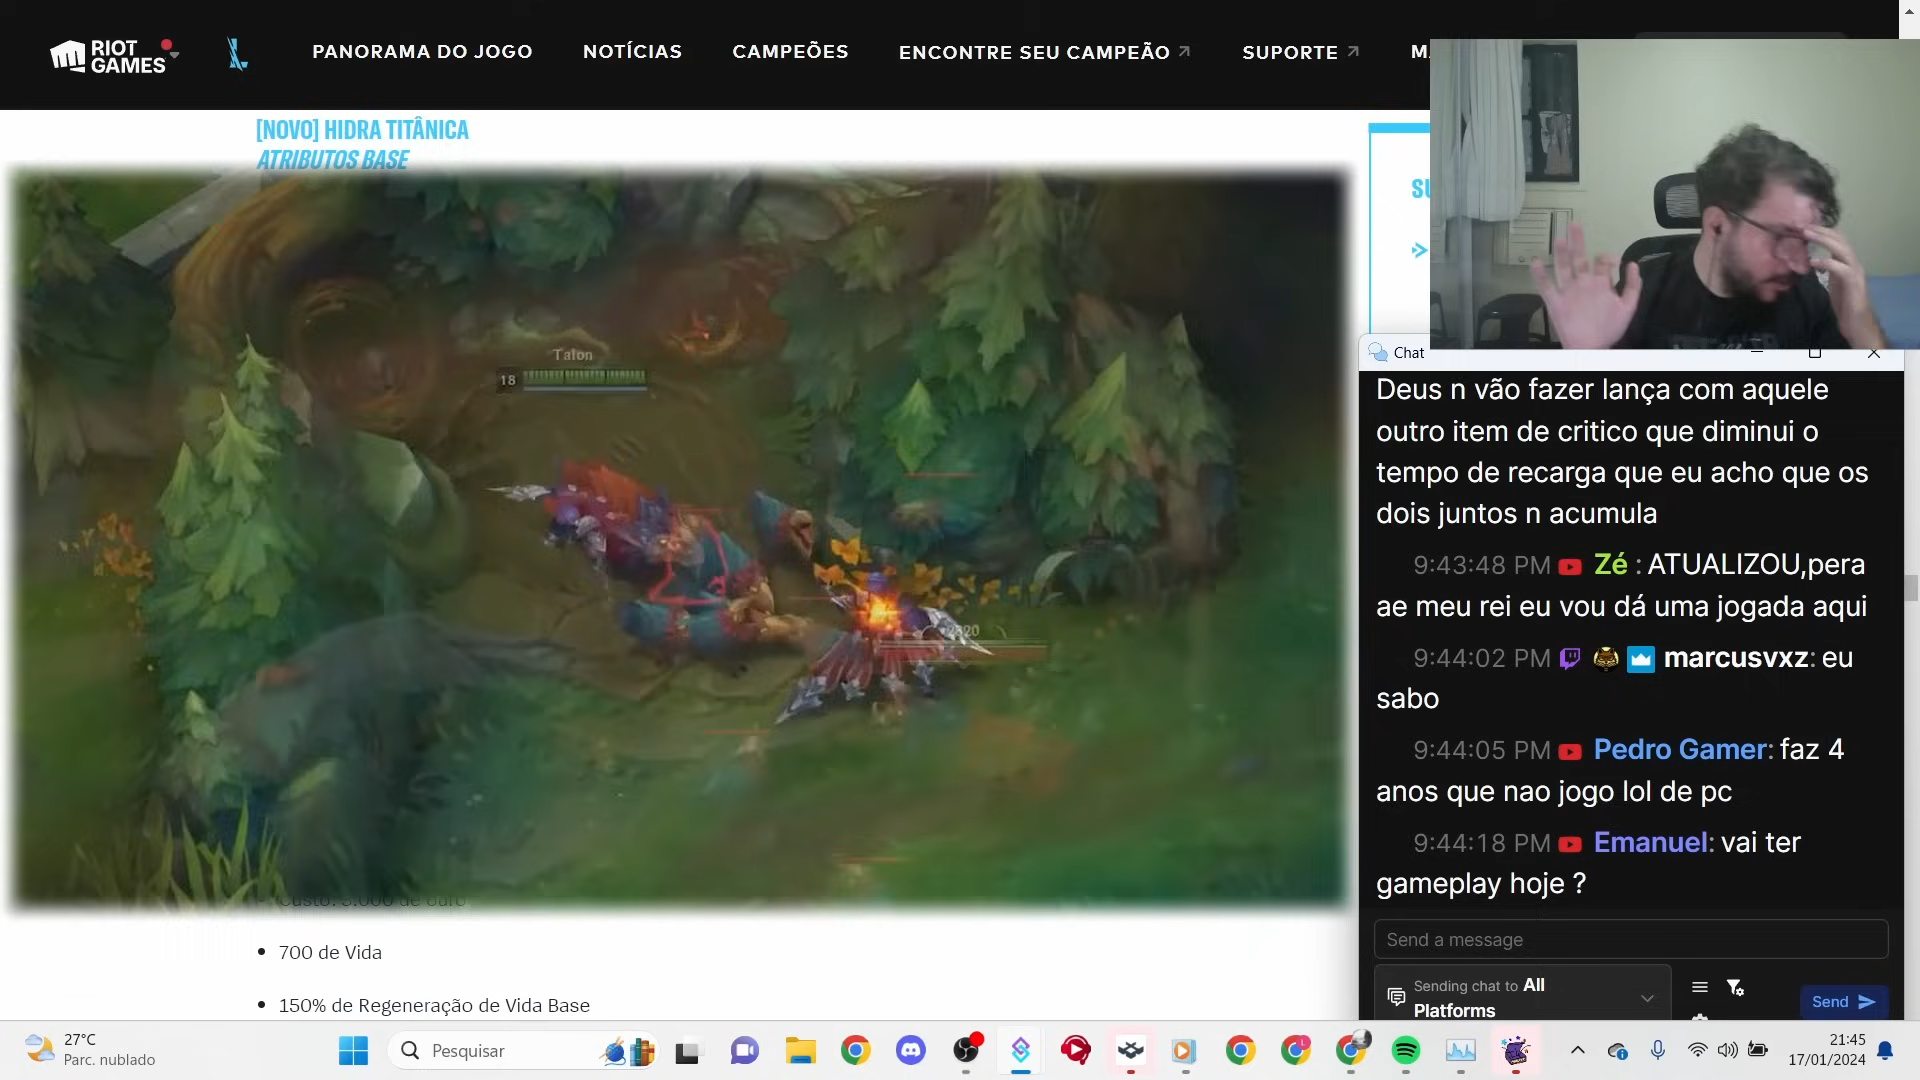 RIOT GAMES
PANORAMA DO JOGO
NOTÍCIAS
CAMPEÕES
ENCONTRE SEU CAMPEÃO
SUPORTE
[NOVO] HIDRA TITÂNICA
ATRIBUTOS BASE
Talon
18
Custo: 3.000 de ouro
700 de Vida
150% de Regeneração de Vida Base
Chat
Deus n vão fazer lança com aquele
outro item de critico que diminui o
tempo de recarga que eu acho que os
dois juntos n acumula
9:43:48 PM Zé : ATUALIZOU,pera
ae meu rei eu vou dá uma jogada aqui
9:44:02 PM marcusvxz: eu
sabo
9:44:05 PM Pedro Gamer: faz 4
anos que nao jogo lol de pc
9:44:18 PM Emanuel: vai ter
gameplay hoje ?
Send a message
Sending chat to All
Platforms
Send
27°C
Parc. nublado
Pesquisar
21:45
17/01/2024